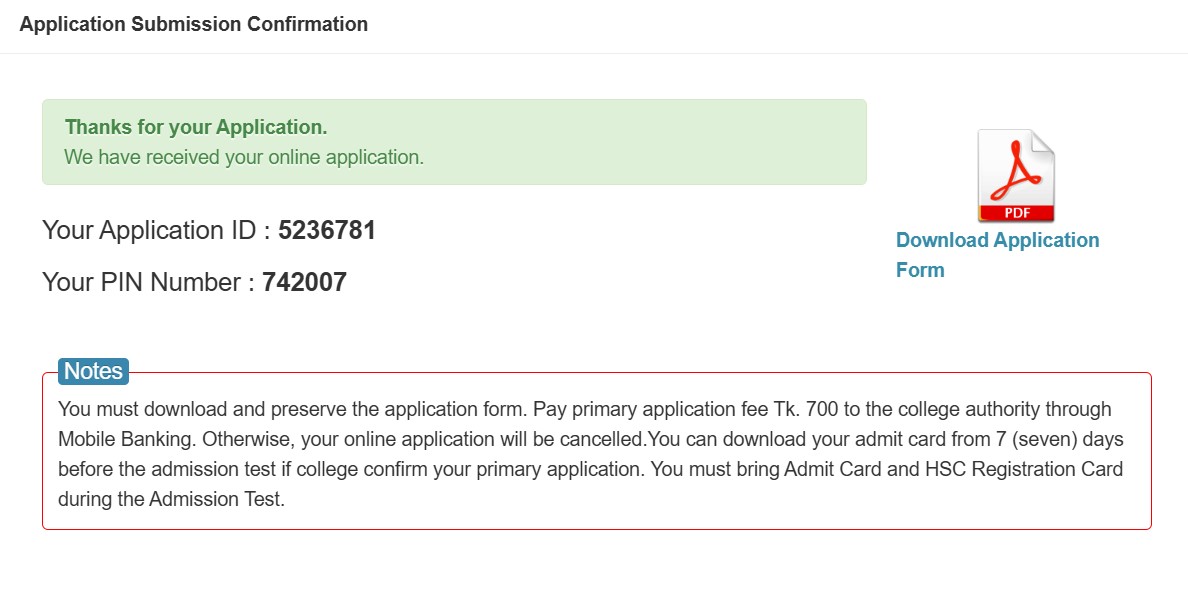 Application Submission Confirmation
Thanks for your Application.
We have received your online application.
Your Application ID : 5236781
Your PIN Number : 742007
PDF
Download Application
Form
Notes
You must download and preserve the application form. Pay primary application fee Tk. 700 to the college authority through
Mobile Banking. Otherwise, your online application will be cancelled.You can download your admit card from 7 (seven) days
before the admission test if college confirm your primary application. You must bring Admit Card and HSC Registration Card
during the Admission Test.